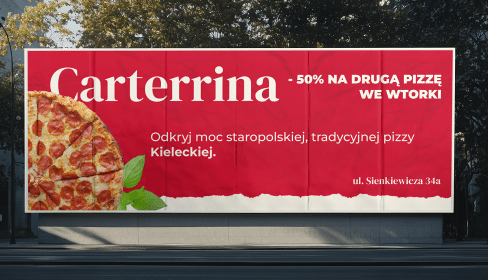 Carterrina
- 50% NA DRUGĄ PIZZĘ
WE WTORKI
Odkryj moc staropolskiej, tradycyjnej pizzy
Kieleckiej.
ul. Sienkiewicza 34a